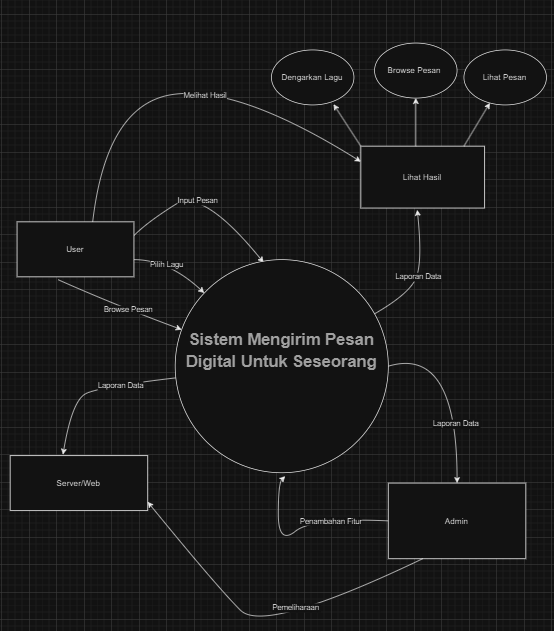 Dengarkan Lagu
Browse Pesan
Lihat Pesan
Melihat Hasil
Lihat Hasil
Input Pesan
User
Pilih Lagu
Laporan Data
Browse Pesan
Sistem Mengirim Pesan
Digital Untuk Seseorang
Laporan Data
Laporan Data
Server/Web
Penambahan Fitur
Admin
Pemeliharaan